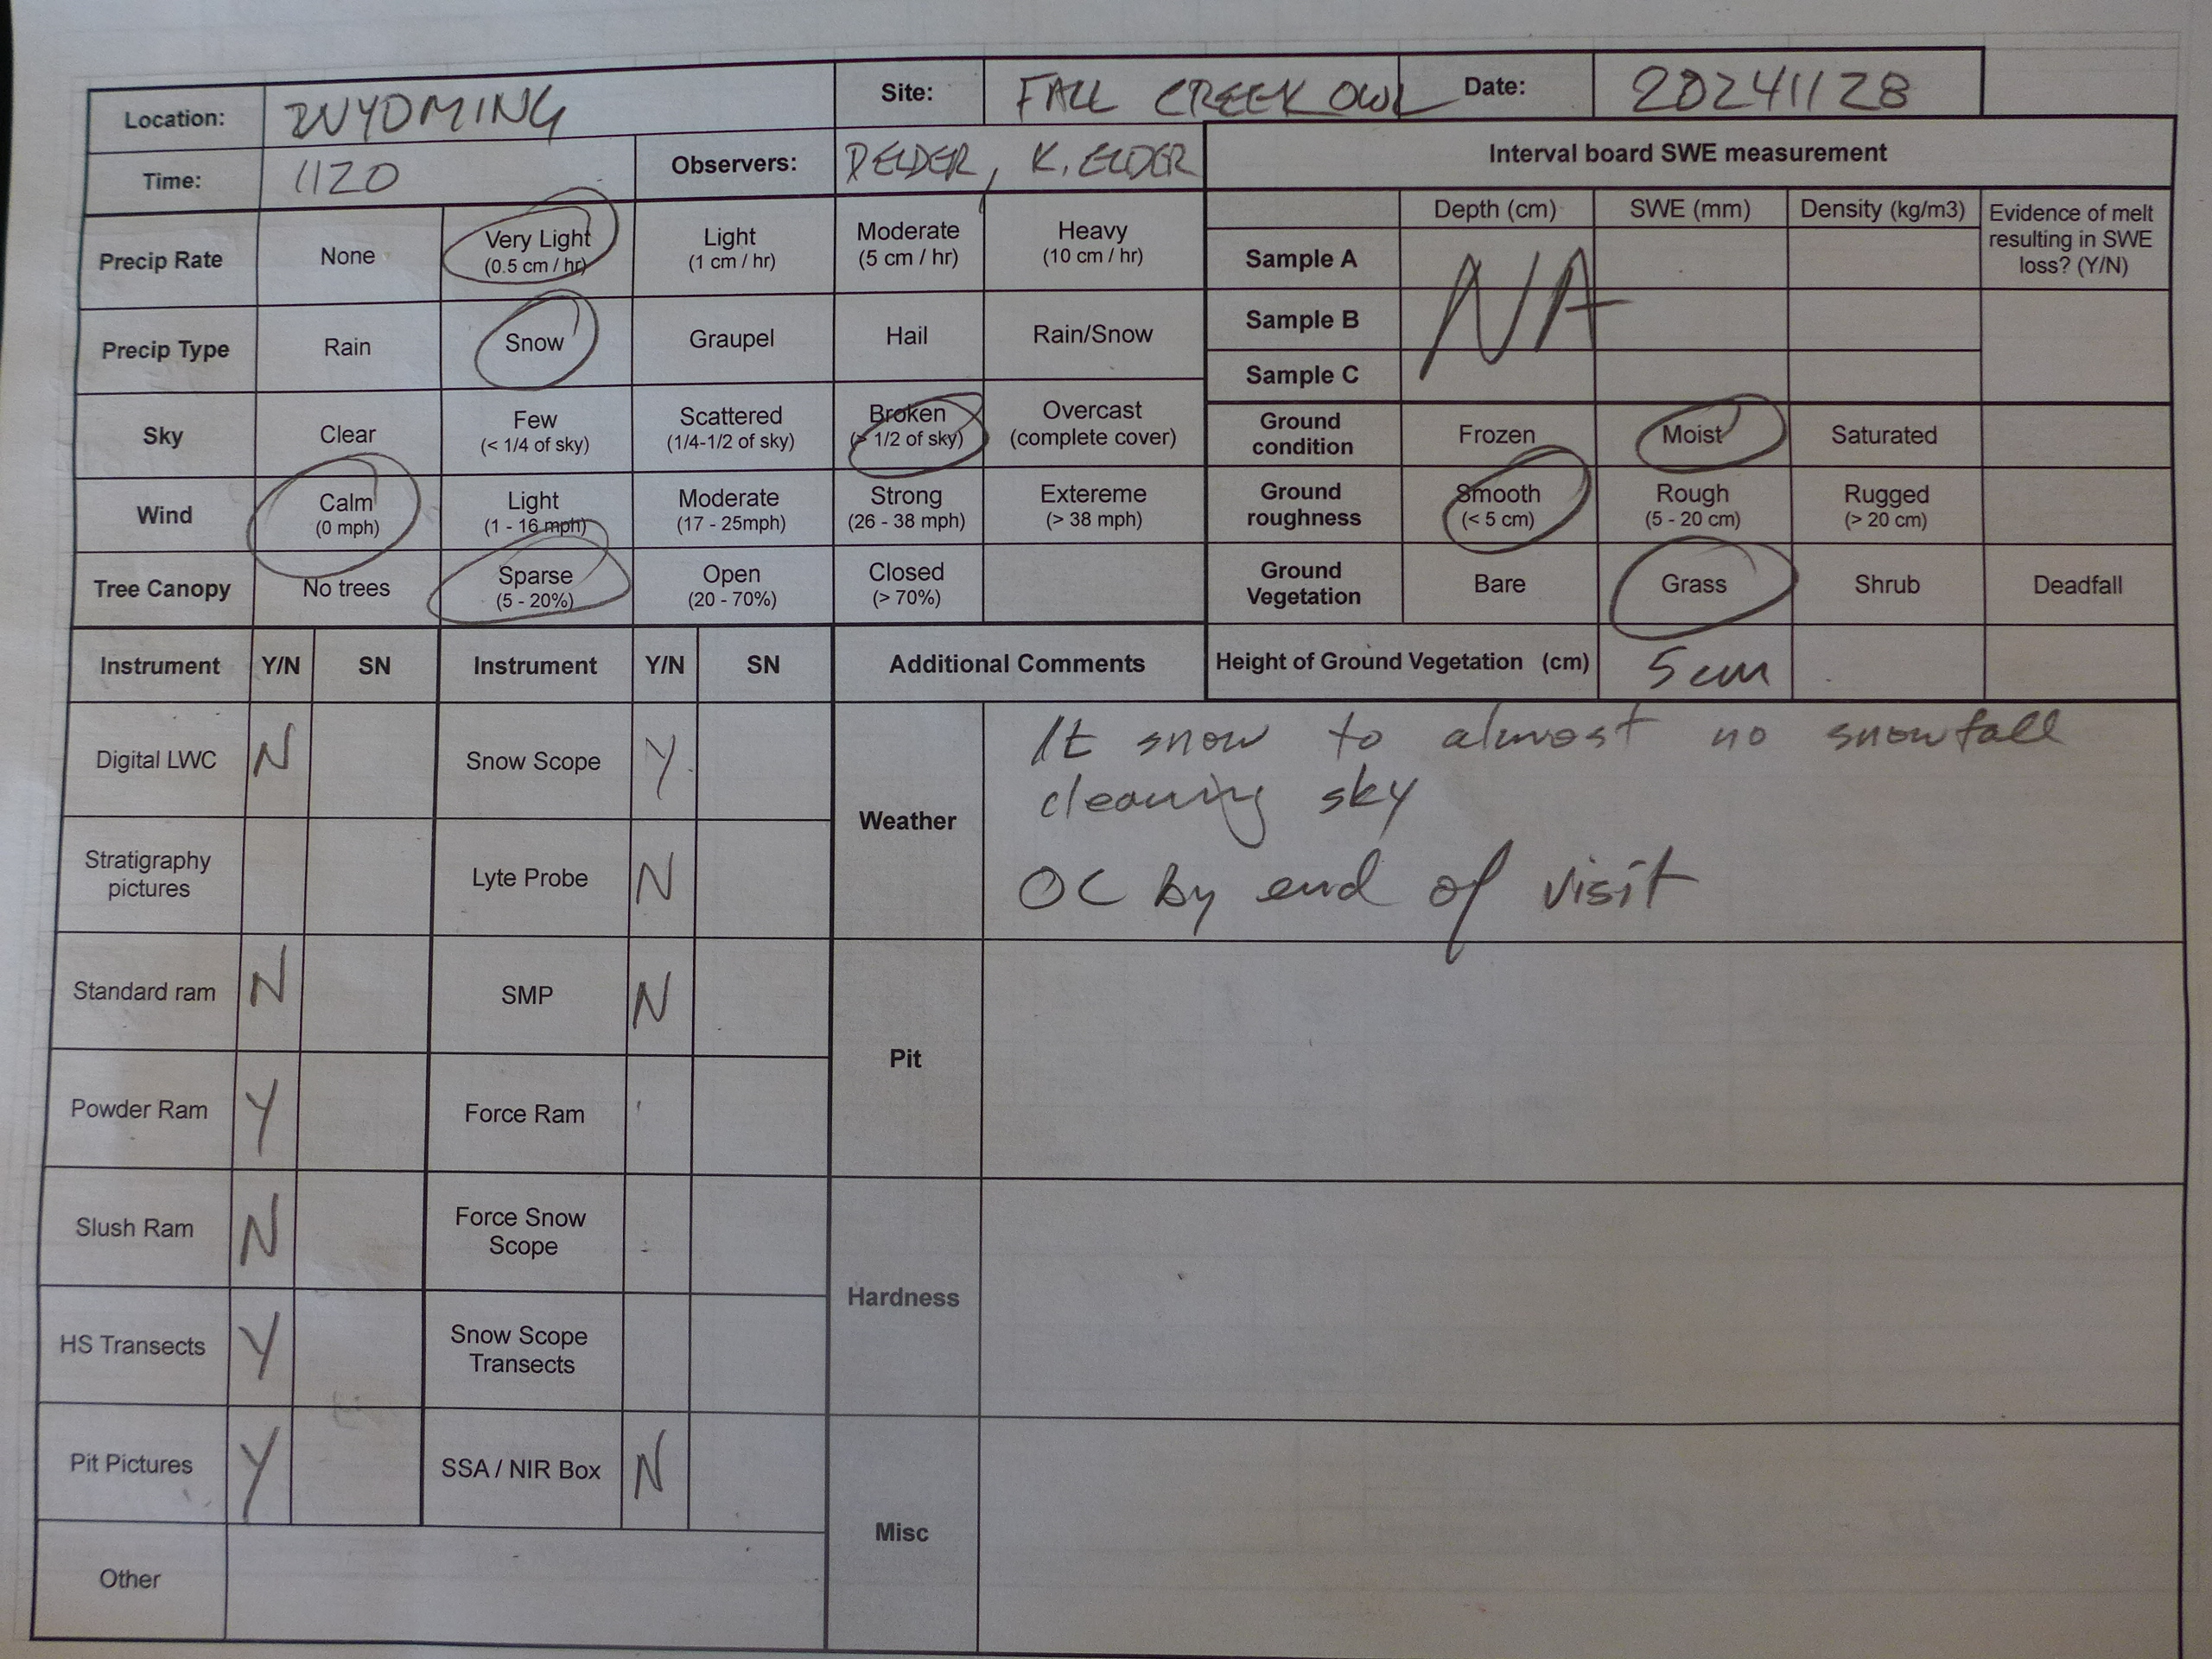 Location: WYOMING Site: FALL CREEK OWL Date: 20241128
Time: 1120 Observers: D ELDER, K. ELDER Interval board SWE measurement
Depth (cm) SWE (mm) Density (kg/m3) Evidence of melt resulting in SWE loss? (Y/N)
Precip Rate None Very Light (0.5 cm / hr) Light (1 cm / hr) Moderate (5 cm / hr) Heavy (10 cm / hr) Sample A NA
Sample B
Precip Type Rain Snow Graupel Hail Rain/Snow
Sample C
Sky Clear Few (< 1/4 of sky) Scattered (1/4-1/2 of sky) Broken (> 1/2 of sky) Overcast (complete cover) Ground condition Frozen Moist Saturated
Wind Calm (0 mph) Light (1 - 16 mph) Moderate (17 - 25mph) Strong (26 - 38 mph) Extereme (> 38 mph) Ground roughness Smooth (< 5 cm) Rough (5 - 20 cm) Rugged (> 20 cm)
Tree Canopy No trees Sparse (5 - 20%) Open (20 - 70%) Closed (> 70%) Ground Vegetation Bare Grass Shrub Deadfall
Instrument Y/N SN Instrument Y/N SN Additional Comments Height of Ground Vegetation (cm) 5 cm
Digital LWC N Snow Scope Y
Weather
lt snow to almost no snowfall
clearing sky
OC by end of visit
Stratigraphy pictures Lyte Probe N
Standard ram N SMP N
Pit
Powder Ram Y Force Ram
Slush Ram N Force Snow Scope
Hardness
HS Transects Y Snow Scope Transects
Pit Pictures Y SSA / NIR Box N
Misc
Other